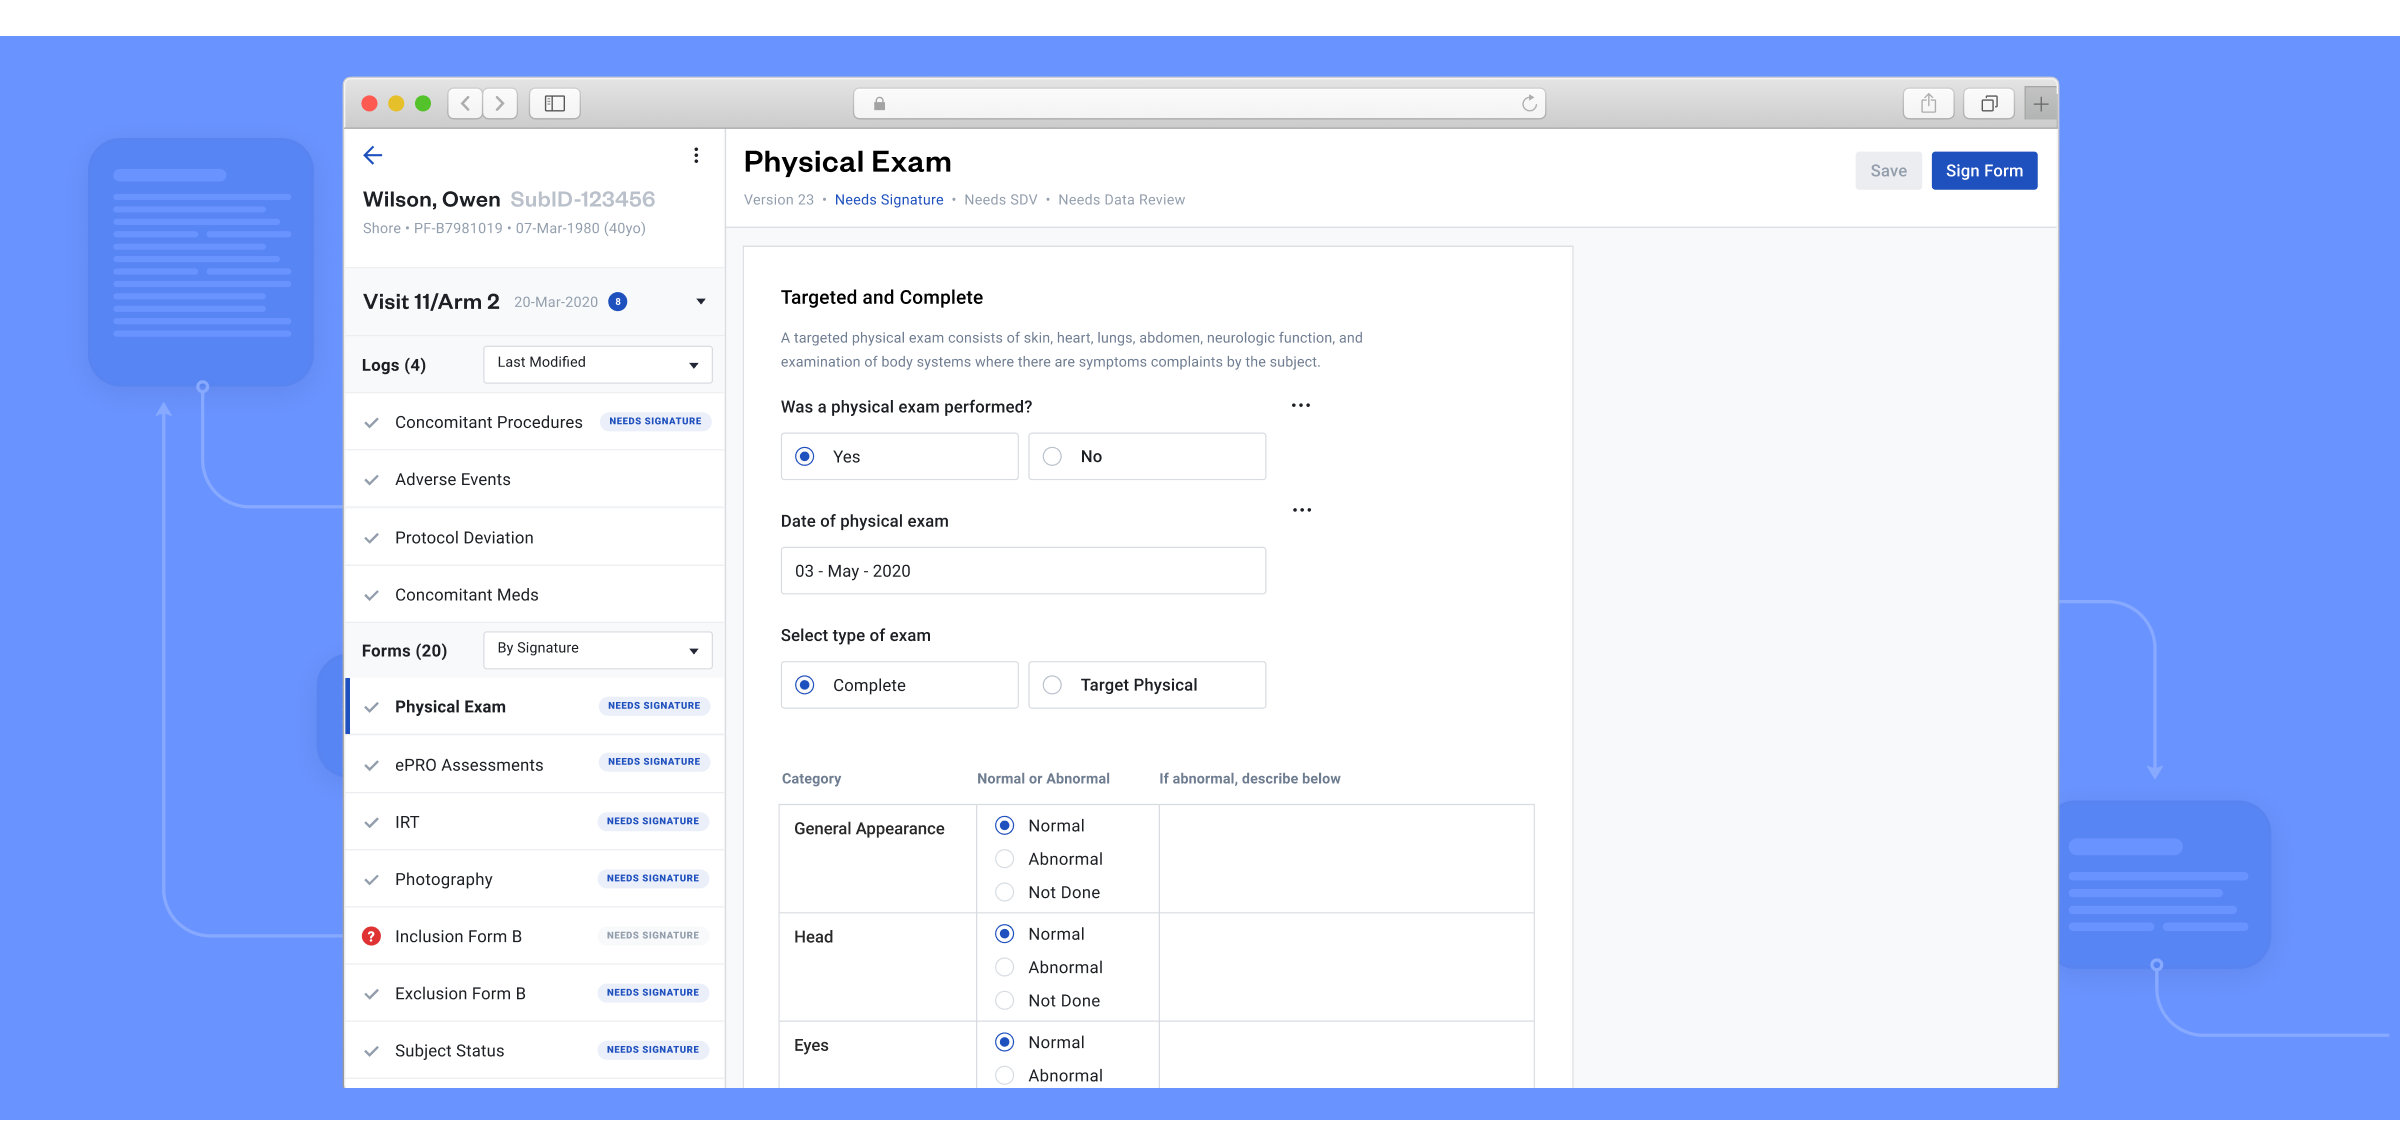 Wilson, Owen SubID-123456
Shore • PF-B7981019 • 07-Mar-1980 (40yo)
Visit 11/Arm 2 20-Mar-2020 8
Logs (4) Last Modified
Concomitant Procedures NEEDS SIGNATURE
Adverse Events
Protocol Deviation
Concomitant Meds
Forms (20) By Signature
Physical Exam NEEDS SIGNATURE
ePRO Assessments NEEDS SIGNATURE
IRT NEEDS SIGNATURE
Photography NEEDS SIGNATURE
? Inclusion Form B NEEDS SIGNATURE
Exclusion Form B NEEDS SIGNATURE
Subject Status NEEDS SIGNATURE
Physical Exam
Save Sign Form
Version 23 • Needs Signature • Needs SDV • Needs Data Review
Targeted and Complete
A targeted physical exam consists of skin, heart, lungs, abdomen, neurologic function, and
examination of body systems where there are symptoms complaints by the subject.
Was a physical exam performed?
Yes No
Date of physical exam
03 - May - 2020
Select type of exam
Complete Target Physical
Category Normal or Abnormal If abnormal, describe below
General Appearance Normal
Abnormal
Not Done
Head Normal
Abnormal
Not Done
Eyes Normal
Abnormal